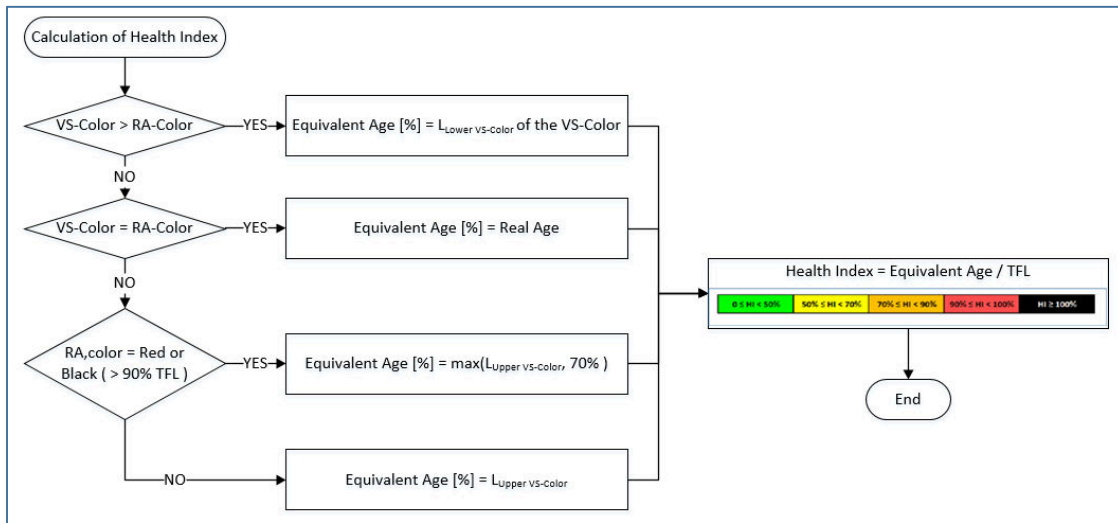 Calculation of Health Index
VS-Color > RA-Color
YES
Equivalent Age [%] = L_Lower VS-Color of the VS-Color
NO
VS-Color = RA-Color
YES
Equivalent Age [%] = Real Age
NO
Health Index = Equivalent Age / TFL
0 ≤ HI < 50%
50% ≤ HI < 70%
70% ≤ HI < 90%
90% ≤ HI < 100%
HI ≥ 100%
RA,color = Red or
Black ( > 90% TFL )
YES
Equivalent Age [%] = max(L_Upper VS-Color, 70% )
End
NO
Equivalent Age [%] = L_Upper VS-Color